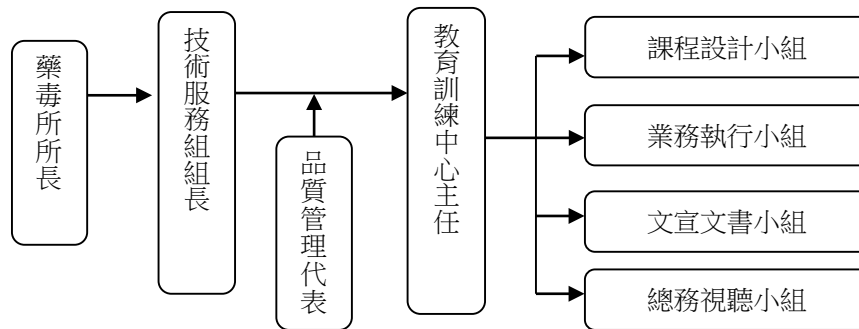 藥毒所所長
技術服務組組長
品質管理代表
教育訓練中心主任
課程設計小組
業務執行小組
文宣文書小組
總務視聽小組